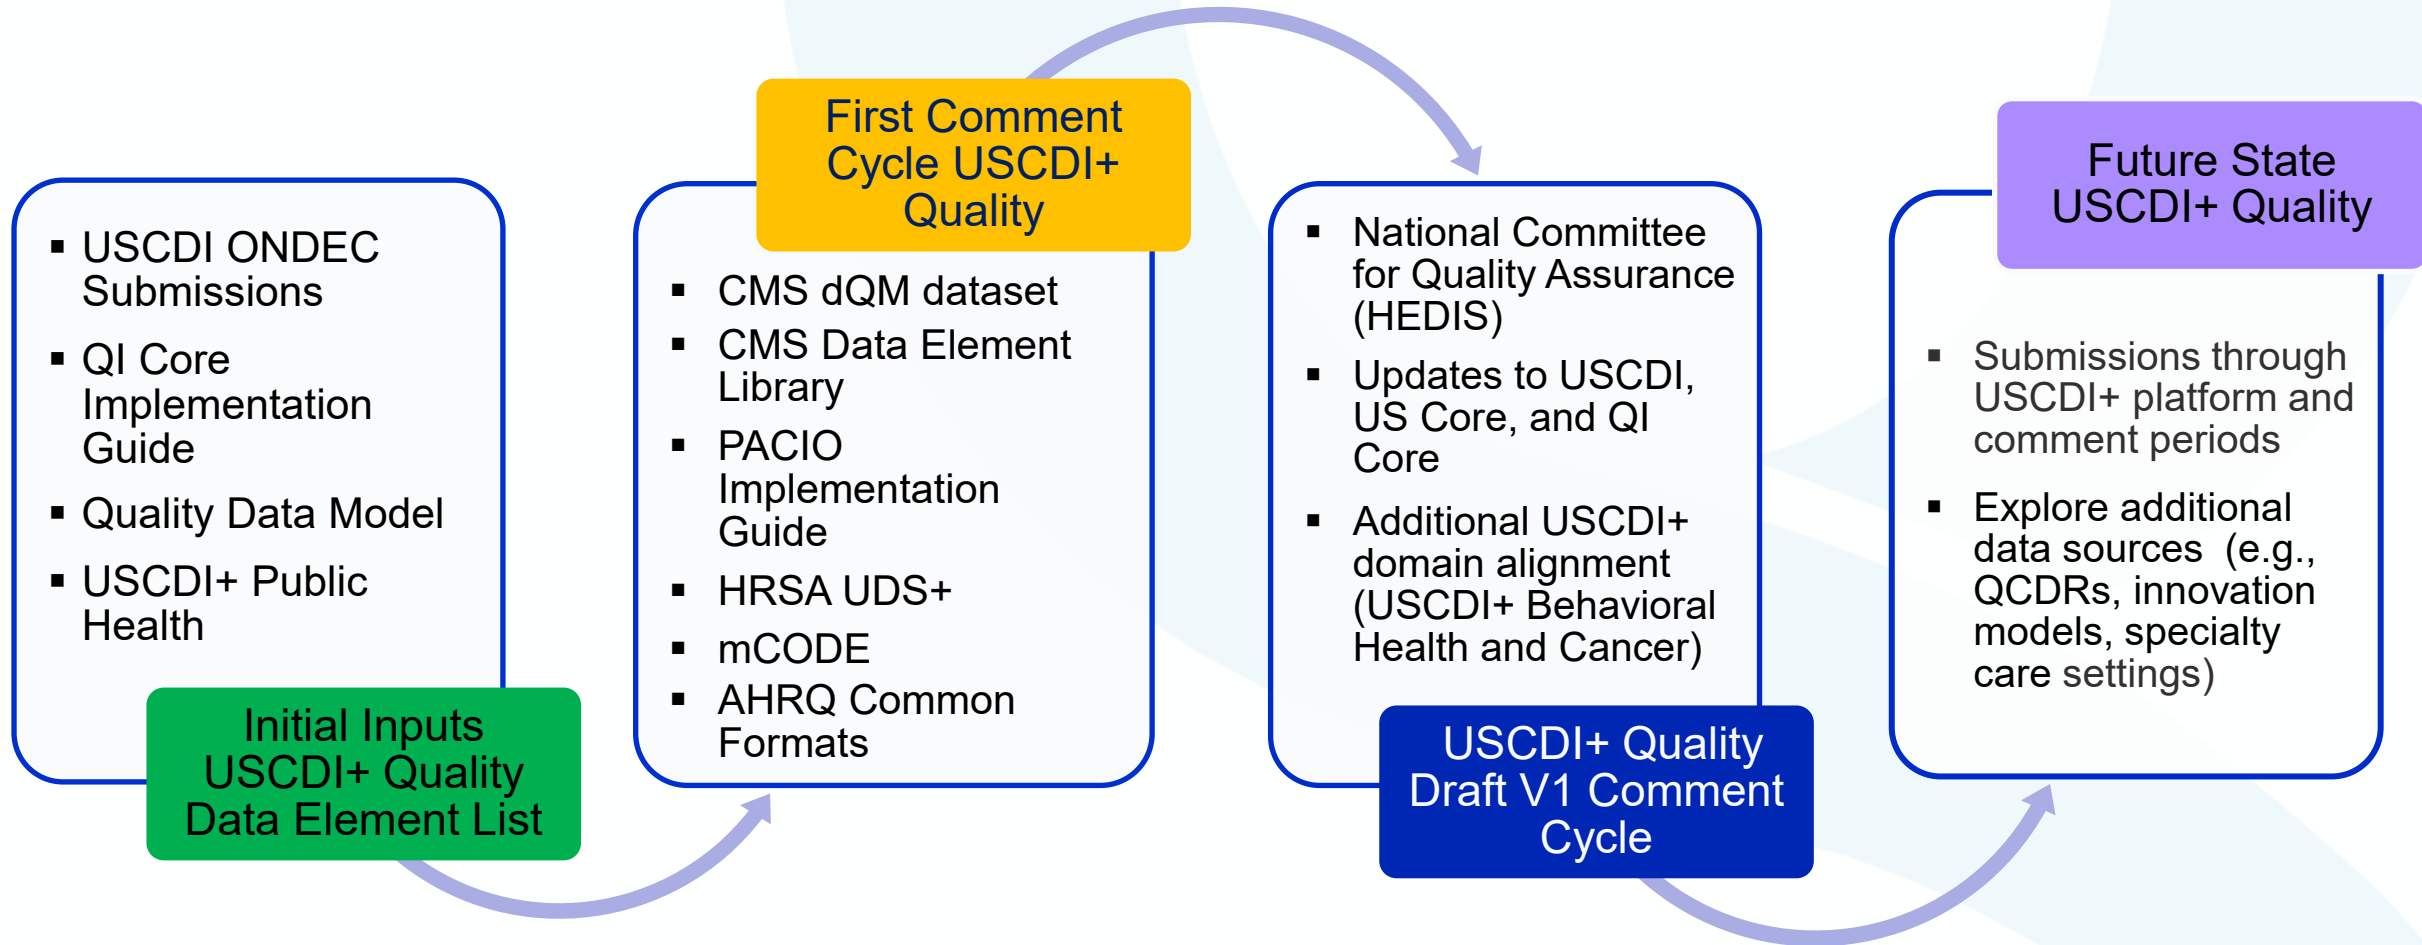 ▪ USCDI ONDEC
Submissions
▪ QI Core
Implementation
Guide
▪ Quality Data Model
▪ USCDI+ Public
Health
Initial Inputs
USCDI+ Quality
Data Element List
First Comment
Cycle USCDI+
Quality
▪ CMS dQM dataset
▪ CMS Data Element
Library
▪ PACIO
Implementation
Guide
▪ HRSA UDS+
▪ mCODE
▪ AHRQ Common
Formats
▪ National Committee
for Quality Assurance
(HEDIS)
▪ Updates to USCDI,
US Core, and QI
Core
▪ Additional USCDI+
domain alignment
(USCDI+ Behavioral
Health and Cancer)
USCDI+ Quality
Draft V1 Comment
Cycle
Future State
USCDI+ Quality
▪ Submissions through
USCDI+ platform and
comment periods
▪ Explore additional
data sources (e.g.,
QCDRs, innovation
models, specialty
care settings)